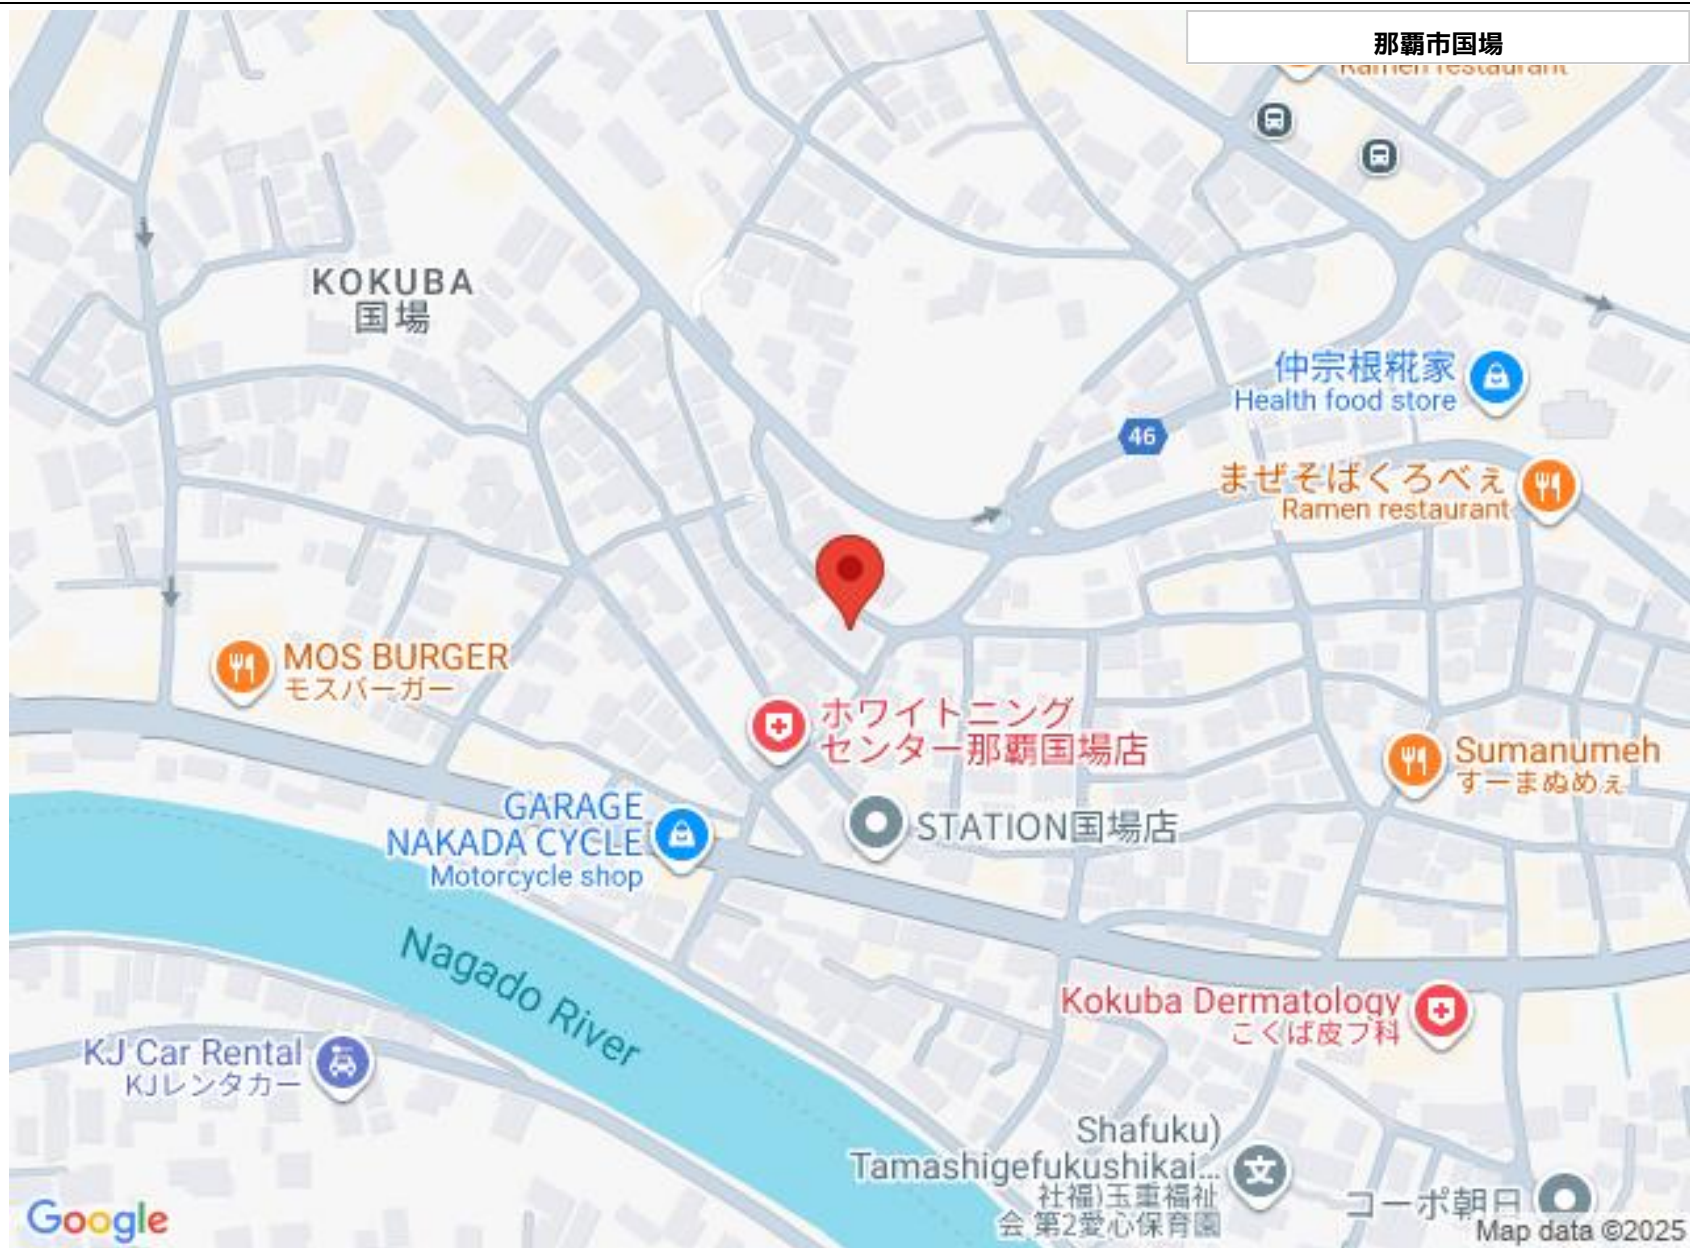 那覇市国場
Ramen restaurant
KOKUBA
国場
仲宗根糀家
Health food store
46
まぜそばくろべぇ
Ramen restaurant
MOS BURGER
モスバーガー
ホワイトニング
センター那覇国場店
Sumanumeh
すーまぬめぇ
GARAGE
NAKADA CYCLE
Motorcycle shop
STATION国場店
Nagado River
Kokuba Dermatology
こくば皮フ科
KJ Car Rental
KJレンタカー
Shafuku)
Tamashigefukushikai...
社福)玉重福祉
会 第2愛心保育園
文
コーポ朝日
Google
Map data ©2025